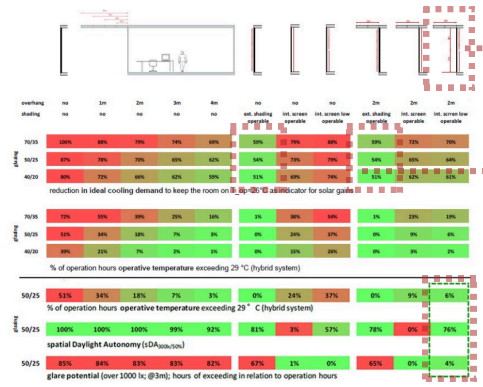 overhang no 1m 2m 3m 4m no no no 2m 2m 2m
shading no no no no no ext. shading operable int. screen operable int. screen low operable ext. shading operable int. screen operable int. screen low operable
glazing
70/35 100% 88% 79% 74% 69% 59% 79% 88% 59% 72% 70%
50/25 87% 78% 70% 65% 62% 54% 73% 79% 54% 65% 64%
40/20 80% 72% 66% 62% 59% 51% 69% 74% 51% 62% 61%
reduction in ideal cooling demand to keep the room on t_op=26°C as indicator for solar gains
glazing
70/35 72% 55% 39% 25% 16% 1% 38% 54% 1% 23% 19%
50/25 51% 34% 18% 7% 3% 0% 24% 37% 0% 9% 6%
40/20 39% 21% 7% 2% 1% 0% 15% 26% 0% 3% 2%
% of operation hours operative temperature exceeding 29 °C (hybrid system)
50/25 51% 34% 18% 7% 3% 0% 24% 37% 0% 9% 6%
% of operation hours operative temperature exceeding 29 ° C (hybrid system)
glazing
50/25 100% 100% 100% 99% 92% 81% 3% 57% 78% 0% 76%
spatial Daylight Autonomy (sDA300lx/50%)
50/25 85% 84% 83% 83% 82% 67% 1% 0% 65% 0% 4%
glare potential (over 1000 lx; @3m); hours of exceeding in relation to operation hours